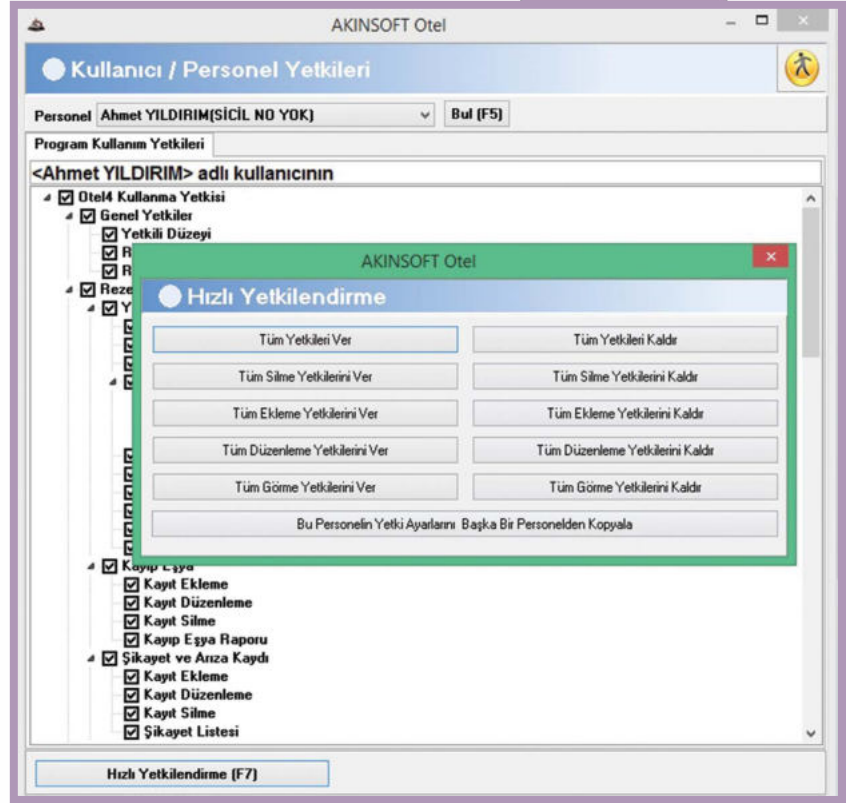 AKINSOFT Otel
Kullanıcı / Personel Yetkileri
Personel Ahmet YILDIRIM(SİCİL NO YOK) Bul (F5)
Program Kullanım Yetkileri
<Ahmet YILDIRIM> adlı kullanıcının
Otel4 Kullanma Yetkisi
Genel Yetkiler
Yetkili Düzeyi
AKINSOFT Otel
Hızlı Yetkilendirme
Tüm Yetkileri Ver Tüm Yetkileri Kaldır
Tüm Silme Yetkilerini Ver Tüm Silme Yetkilerini Kaldır
Tüm Ekleme Yetkilerini Ver Tüm Ekleme Yetkilerini Kaldır
Tüm Düzenleme Yetkilerini Ver Tüm Düzenleme Yetkilerini Kaldır
Tüm Görme Yetkilerini Ver Tüm Görme Yetkilerini Kaldır
Bu Personelin Yetki Ayarlarını Başka Bir Personelden Kopyala
Kayıp Eşya
Kayıt Ekleme
Kayıt Düzenleme
Kayıt Silme
Kayıp Eşya Raporu
Şikayet ve Arıza Kaydı
Kayıt Ekleme
Kayıt Düzenleme
Kayıt Silme
Şikayet Listesi
Hızlı Yetkilendirme (F7)